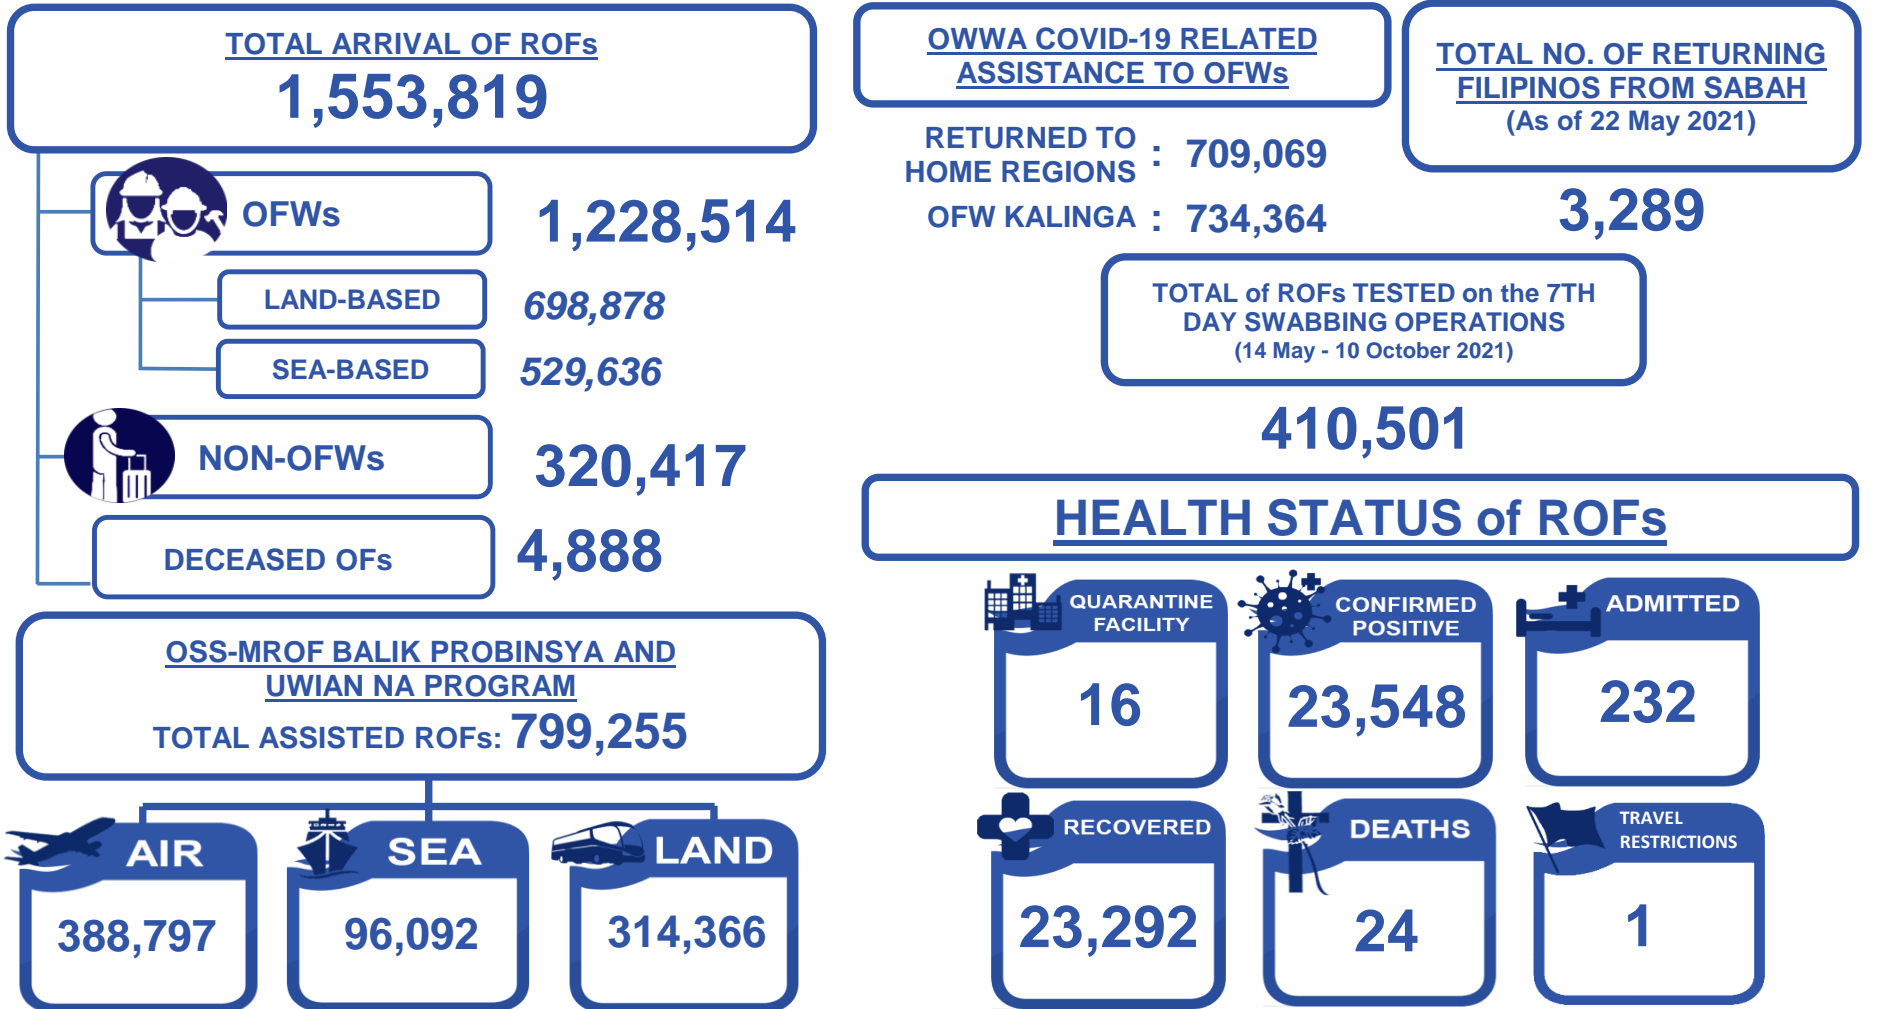 TOTAL ARRIVAL OF ROFs
1,553,819
OFWs
1,228,514
LAND-BASED
698,878
SEA-BASED
529,636
NON-OFWs
320,417
DECEASED OFs
4,888
OSS-MROF BALIK PROBINSYA AND
UWIAN NA PROGRAM
TOTAL ASSISTED ROFs: 799,255
AIR
388,797
SEA
96,092
LAND
314,366
OWWA COVID-19 RELATED
ASSISTANCE TO OFWs
RETURNED TO
HOME REGIONS : 709,069
OFW KALINGA : 734,364
TOTAL NO. OF RETURNING
FILIPINOS FROM SABAH
(As of 22 May 2021)
3,289
TOTAL of ROFs TESTED on the 7TH
DAY SWABBING OPERATIONS
(14 May - 10 October 2021)
410,501
HEALTH STATUS of ROFs
QUARANTINE
FACILITY
16
CONFIRMED
POSITIVE
23,548
ADMITTED
232
RECOVERED
23,292
DEATHS
24
TRAVEL
RESTRICTIONS
1